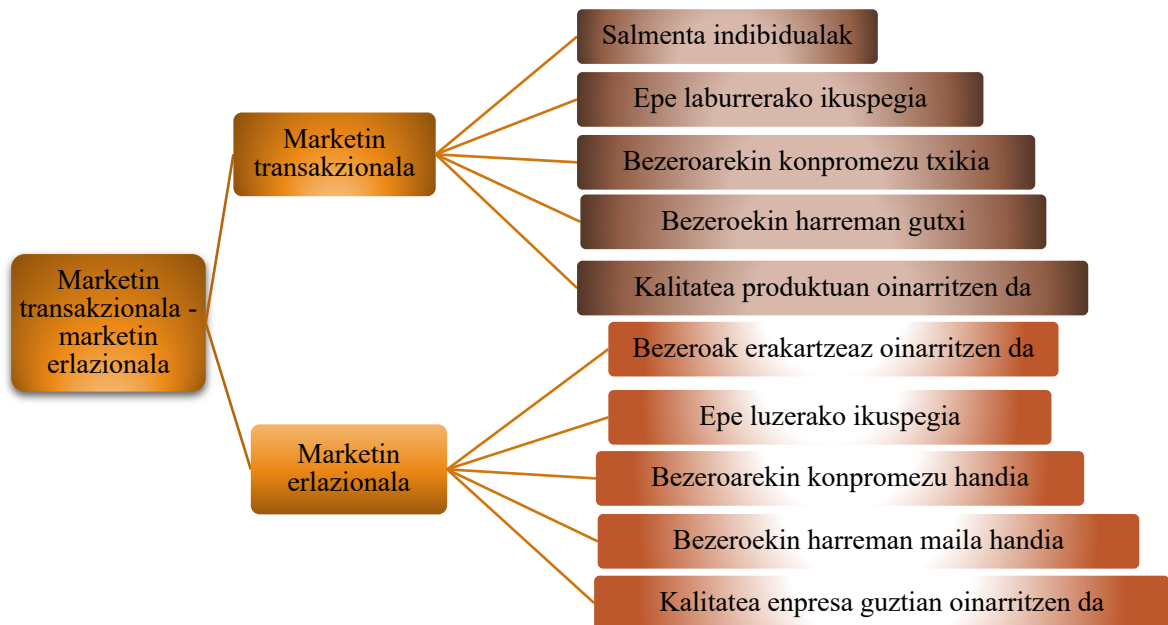 Marketin
transakzionala -
marketin
erlazionala
Marketin
transakzionala
Salmenta indibidualak
Epe laburrerako ikuspegia
Bezeroarekin konpromezu txikia
Bezeroekin harreman gutxi
Kalitatea produktuan oinarritzen da
Marketin
erlazionala
Bezeroak erakartzeaz oinarritzen da
Epe luzerako ikuspegia
Bezeroarekin konpromezu handia
Bezeroekin harreman maila handia
Kalitatea enpresa guztian oinarritzen da